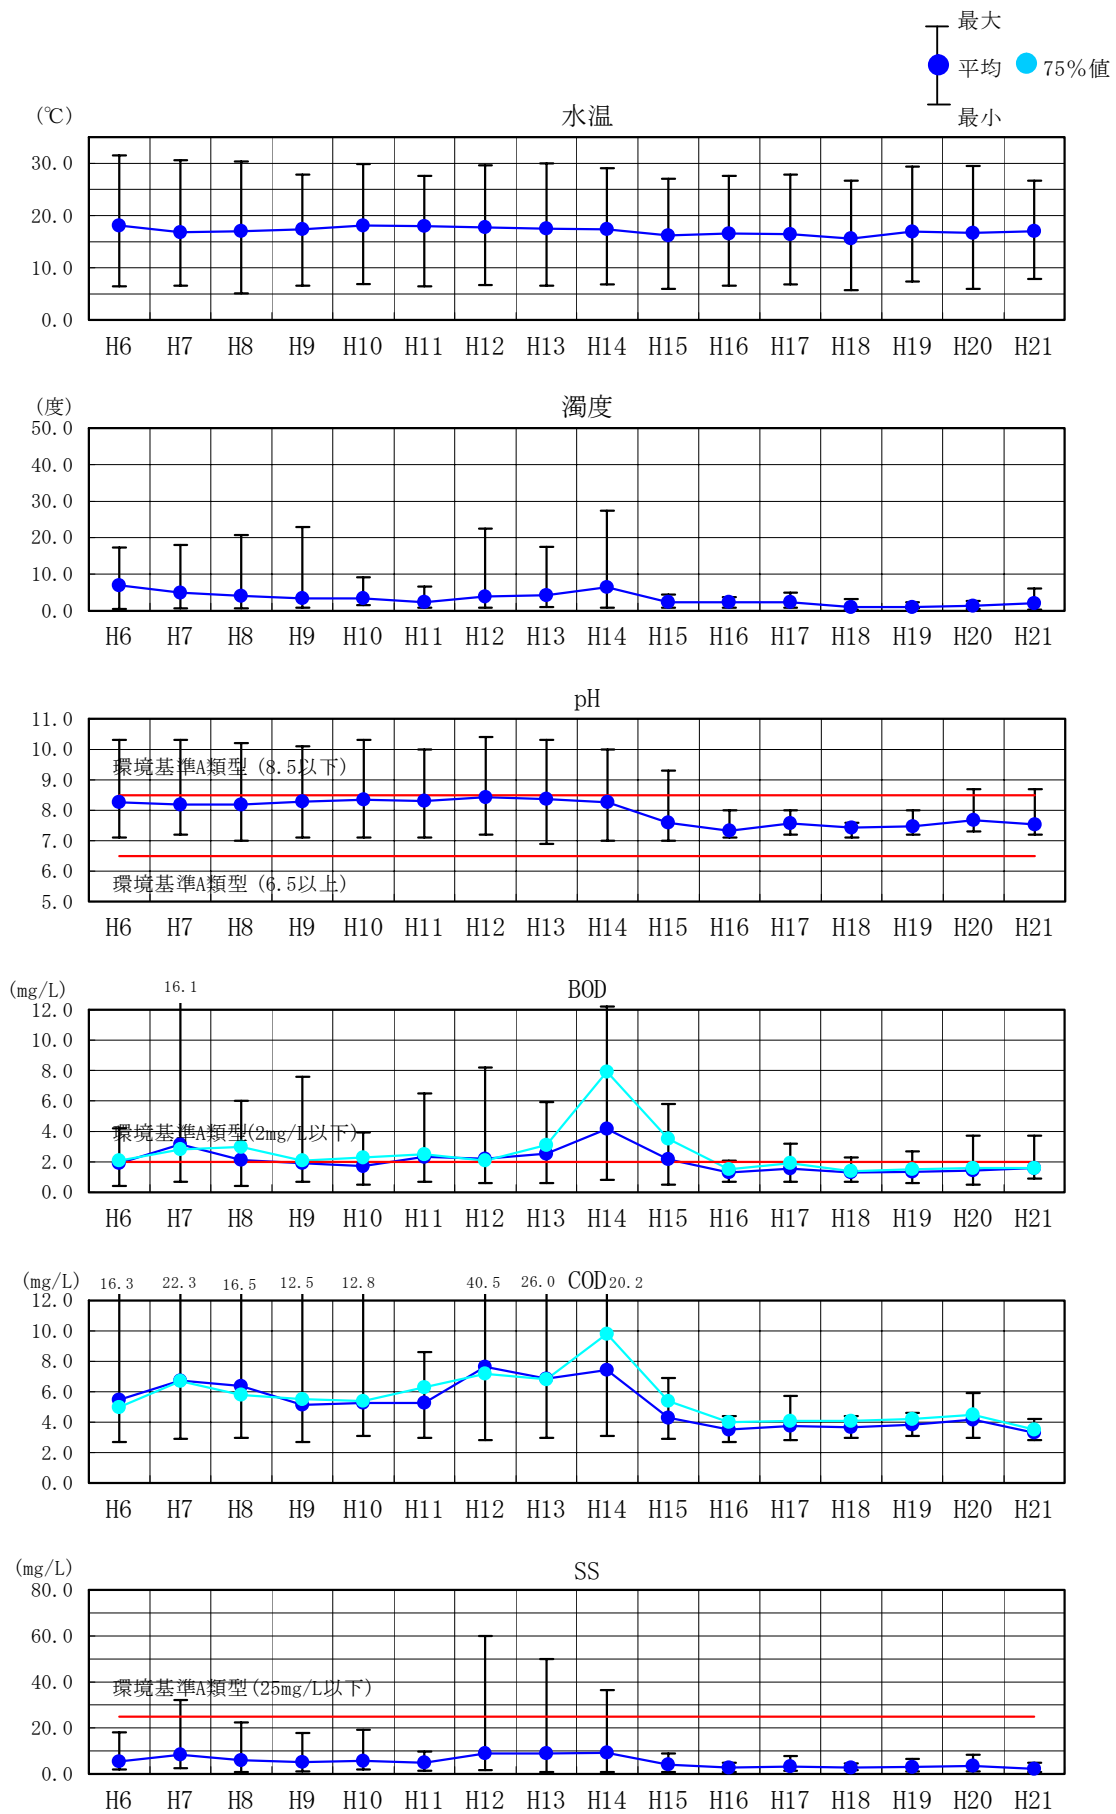 最大
平均 75%値
最小
(℃) 水温
30.0
20.0
10.0
0.0
H6 H7 H8 H9 H10 H11 H12 H13 H14 H15 H16 H17 H18 H19 H20 H21
(度) 濁度
50.0
40.0
30.0
20.0
10.0
0.0
H6 H7 H8 H9 H10 H11 H12 H13 H14 H15 H16 H17 H18 H19 H20 H21
pH
11.0
10.0
環境基準A類型(8.5以下)
9.0
8.0
7.0
6.0
環境基準A類型(6.5以上)
5.0
H6 H7 H8 H9 H10 H11 H12 H13 H14 H15 H16 H17 H18 H19 H20 H21
(mg/L) 16.1 BOD
12.0
10.0
8.0
6.0
4.0
環境基準A類型(2mg/L以下)
2.0
0.0
H6 H7 H8 H9 H10 H11 H12 H13 H14 H15 H16 H17 H18 H19 H20 H21
(mg/L) 16.3 22.3 16.5 12.5 12.8 40.5 26.0 COD 20.2
12.0
10.0
8.0
6.0
4.0
2.0
0.0
H6 H7 H8 H9 H10 H11 H12 H13 H14 H15 H16 H17 H18 H19 H20 H21
(mg/L) SS
80.0
60.0
40.0
環境基準A類型(25mg/L以下)
20.0
0.0
H6 H7 H8 H9 H10 H11 H12 H13 H14 H15 H16 H17 H18 H19 H20 H21